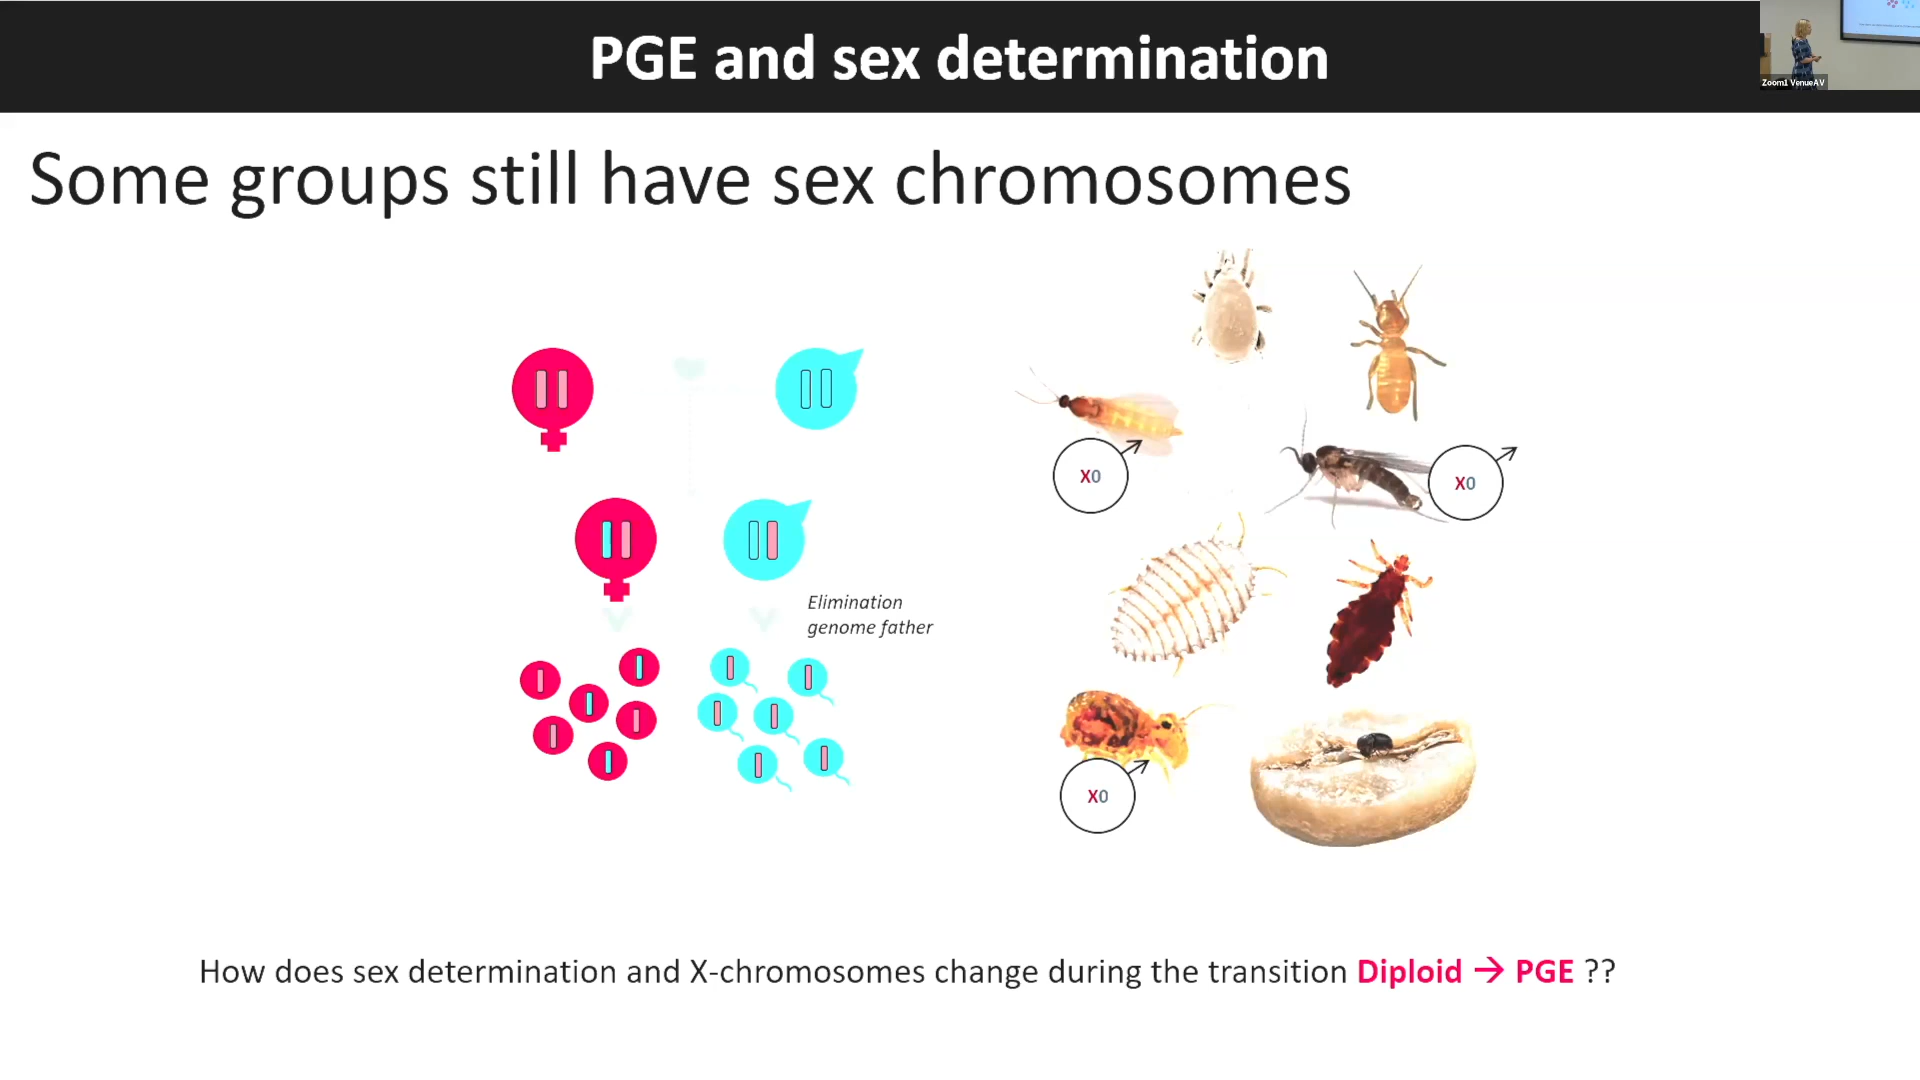 PGE and sex determination
Zoom1 VenueAV
Some groups still have sex chromosomes
X0
X0
Elimination
genome father
X0
How does sex determination and X-chromosomes change during the transition Diploid → PGE ??